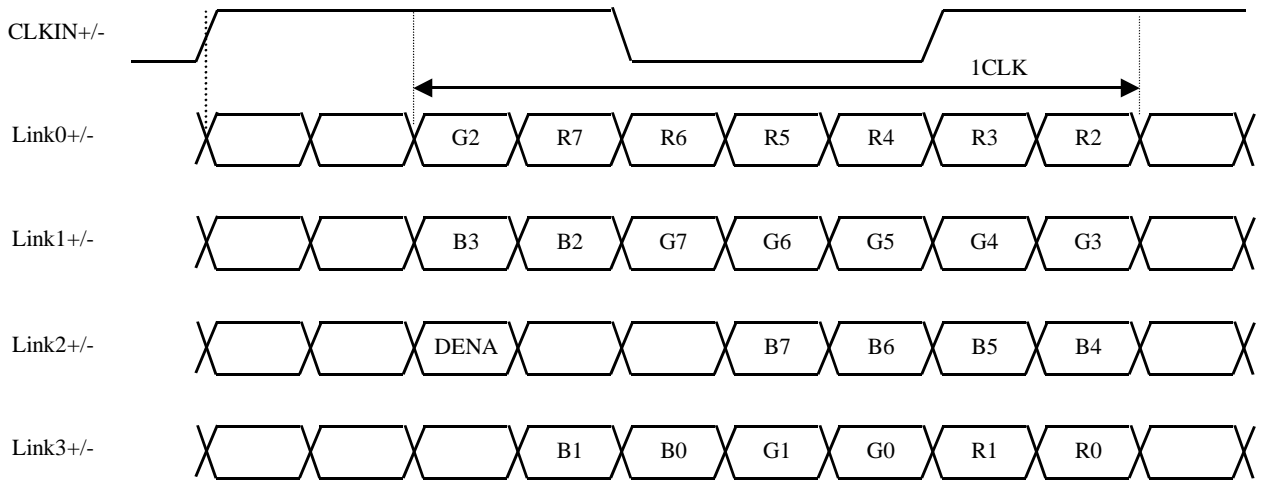 CLKIN+/-
1CLK
Link0+/- G2 R7 R6 R5 R4 R3 R2
Link1+/- B3 B2 G7 G6 G5 G4 G3
Link2+/- DENA B7 B6 B5 B4
Link3+/- B1 B0 G1 G0 R1 R0